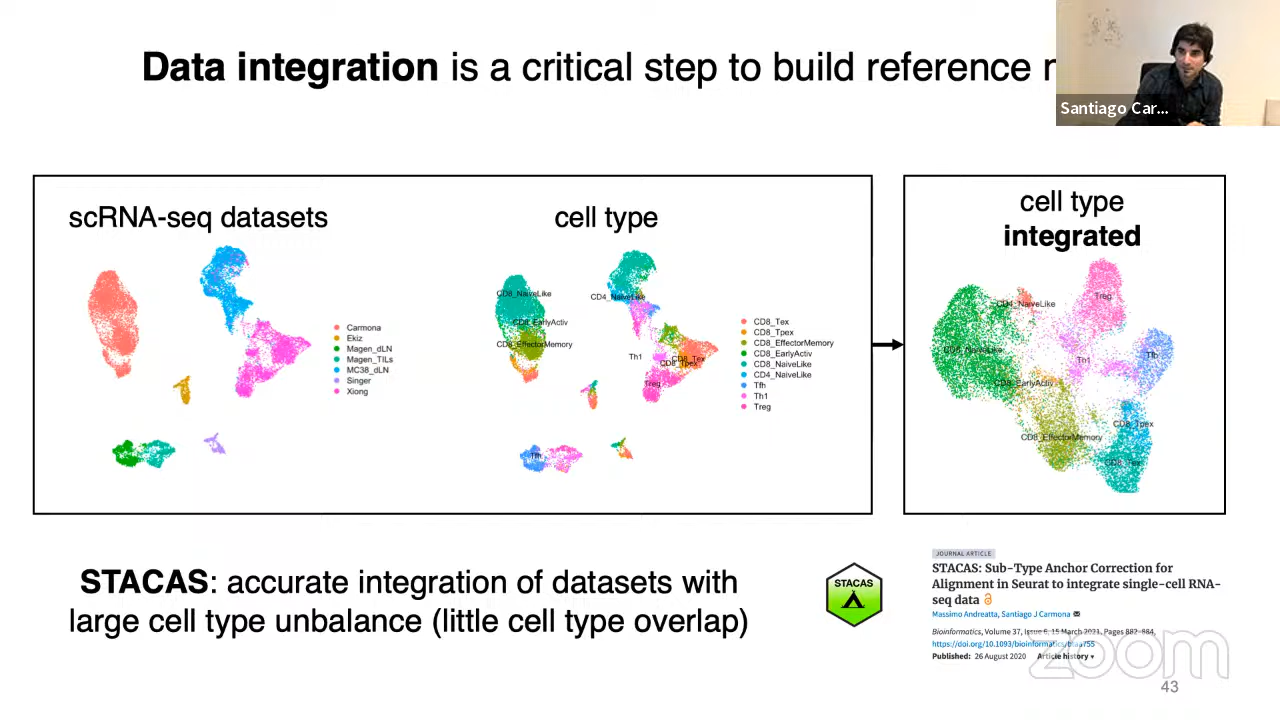 Data integration is a critical step to build reference
Santiago Car...
scRNA-seq datasets
cell type
cell type
integrated
Carmona
Ekiz
Magen_dLN
Magen_TILs
MC38_dLN
Singer
Xiong
CD8_NaiveLike
CD8_EarlyActiv
CD8_EffectorMemory
CD4_NaiveLike
Th1
CD8_Tex
CD8_Tpex
Treg
Tfh
CD8_Tex
CD8_Tpex
CD8_EffectorMemory
CD8_EarlyActiv
CD8_NaiveLike
CD4_NaiveLike
Tfh
Th1
Treg
CD4_NaiveLike
Treg
CD8_NaiveLike
Th1
Tfh
CD8_EarlyActiv
CD8_Tpex
CD8_EffectorMemory
CD8_Tex
STACAS: accurate integration of datasets with
large cell type unbalance (little cell type overlap)
STACAS
JOURNAL ARTICLE
STACAS: Sub-Type Anchor Correction for
Alignment in Seurat to integrate single-cell RNA-
seq data
Massimo Andreatta, Santiago J Carmona
Bioinformatics, Volume 37, Issue 6, 15 March 2021, Pages 882–884,
https://doi.org/10.1093/bioinformatics/btaa755
Published: 26 August 2020 Article history
zoom
43